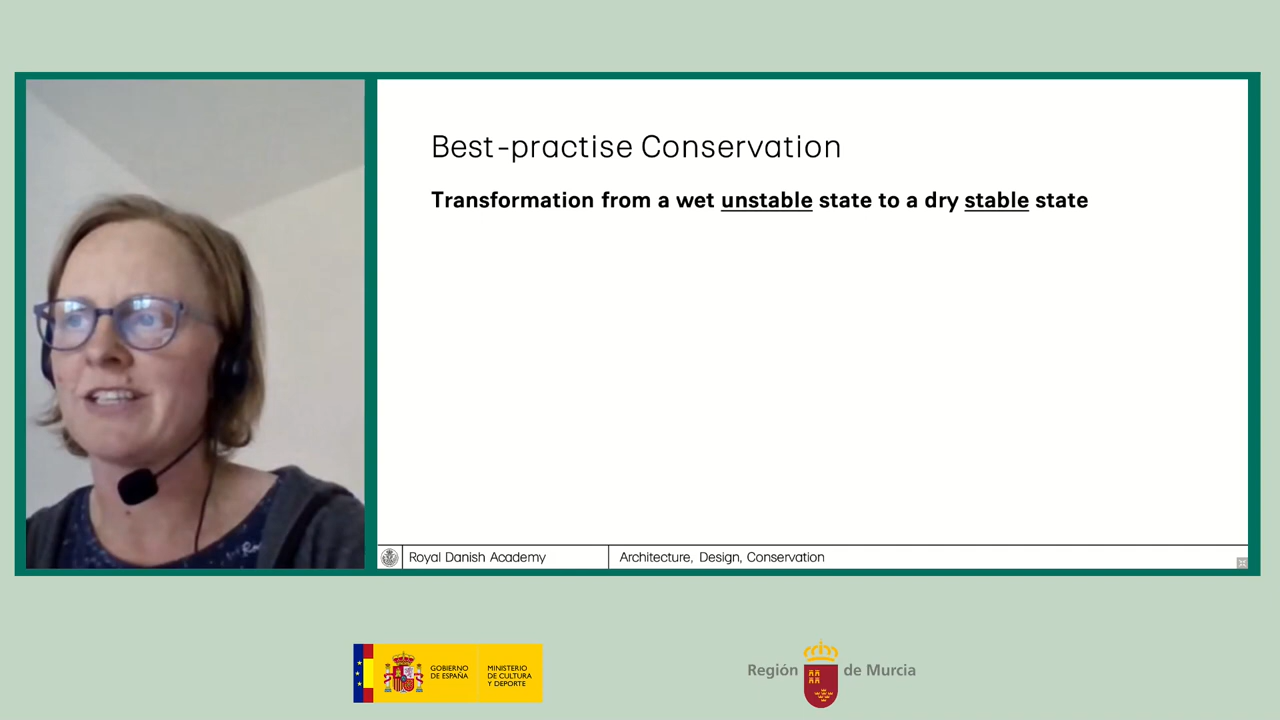 Best-practise Conservation
Transformation from a wet unstable state to a dry stable state
Royal Danish Academy
Architecture, Design, Conservation
GOBIERNO
DE ESPAÑA
MINISTERIO
DE CULTURA
Y DEPORTE
Región de Murcia